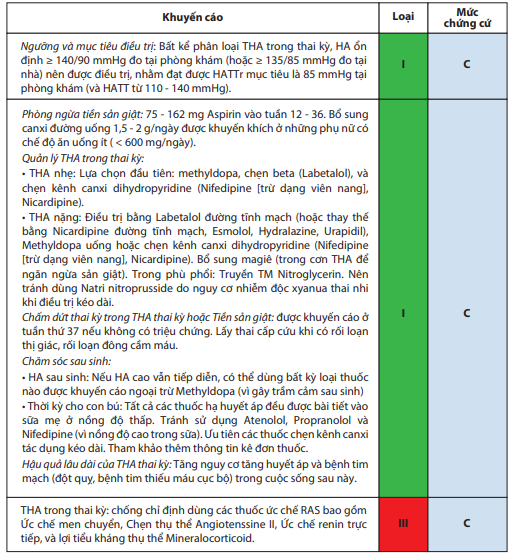 Khuyến cáo
Loại
Mức
chứng cứ
Ngưỡng và mục tiêu điều trị: Bất kể phân loại THA trong thai kỳ, HA ổn
định ≥ 140/90 mmHg đo tại phòng khám (hoặc ≥ 135/85 mmHg đo tại
nhà) nên được điều trị, nhằm đạt được HATTr mục tiêu là 85 mmHg tại
phòng khám (và HATT từ 110 - 140 mmHg).
I
C
Phòng ngừa tiền sản giật: 75 - 162 mg Aspirin vào tuần 12 - 36. Bổ sung
canxi đường uống 1,5 - 2 g/ngày được khuyến khích ở những phụ nữ có
chế độ ăn uống ít ( < 600 mg/ngày).
Quản lý THA trong thai kỳ:
• THA nhẹ: Lựa chọn đầu tiên: methyldopa, chẹn beta (Labetalol), và
chẹn kênh canxi dihydropyridine (Nifedipine [trừ dạng viên nang],
Nicardipine).
• THA nặng: Điều trị bằng Labetalol đường tĩnh mạch (hoặc thay thế
bằng Nicardipine đường tĩnh mạch, Esmolol, Hydralazine, Urapidil),
Methyldopa uống hoặc chẹn kênh canxi dihydropyridine (Nifedipine
[trừ dạng viên nang], Nicardipine). Bổ sung magiê (trong cơn THA để
ngăn ngừa sản giật). Trong phù phổi: Truyền TM Nitroglycerin. Nên
tránh dùng Natri nitroprusside do nguy cơ nhiễm độc xyanua thai nhi
khi điều trị kéo dài.
Chấm dứt thai kỳ trong THA thai kỳ hoặc Tiền sản giật: được khuyến cáo ở
tuần thứ 37 nếu không có triệu chứng. Lấy thai cấp cứu khi có rối loạn
thị giác, rối loạn đông cầm máu.
Chăm sóc sau sinh:
• HA sau sinh: Nếu HA cao vẫn tiếp diễn, có thể dùng bất kỳ loại thuốc
nào được khuyến cáo ngoại trừ Methyldopa (vì gây trầm cảm sau sinh)
• Thời kỳ cho con bú: Tất cả các thuốc hạ huyết áp đều được bài tiết vào
sữa mẹ ở nồng độ thấp. Tránh sử dụng Atenolol, Propranolol và
Nifedipine (vì nồng độ cao trong sữa). Ưu tiên các thuốc chẹn kênh canxi
tác dụng kéo dài. Tham khảo thêm thông tin kê đơn thuốc.
Hậu quả lâu dài của THA thai kỳ: Tăng nguy cơ tăng huyết áp và bệnh tim
mạch (đột quỵ, bệnh tim thiếu máu cục bộ) trong cuộc sống sau này.
I
C
THA trong thai kỳ: chống chỉ định dùng các thuốc ức chế RAS bao gồm
Ức chế men chuyển, Chẹn thụ thể Angiotenssine II, Ức chế renin trực
tiếp, và lợi tiểu kháng thụ thể Mineralocorticoid.
III
C